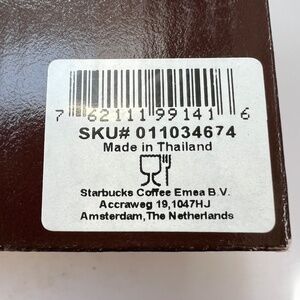 7 62111 99141 6
SKU# 011034674
Made in Thailand
Starbucks Coffee Emea B.V.
Accraweg 19,1047HJ
Amsterdam,The Netherlands